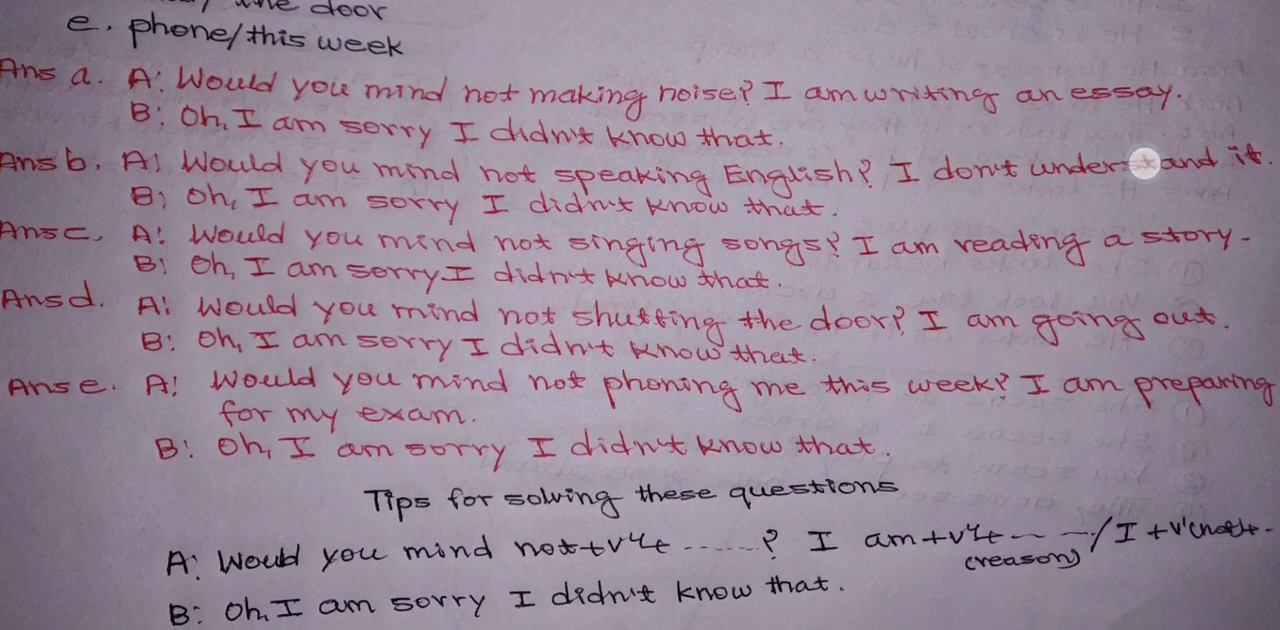 the door
e. phone/this week
Ans a. A: Would you mind not making noise? I am writing an essay.
B: Oh, I am sorry I didn't know that.
Ans b. A: Would you mind not speaking English? I don't understand it.
B: Oh, I am sorry I didn't know that.
Ans c. A: Would you mind not singing songs? I am reading a story.
B: Oh, I am sorry I didn't know that.
Ans d. A: Would you mind not shutting the door? I am going out.
B: Oh, I am sorry I didn't know that.
Ans e. A: Would you mind not phoning me this week? I am preparing
for my exam.
B: Oh, I am sorry I didn't know that.
Tips for solving these questions
A: Would you mind not+v4 ......? I am+v4 --- / I +v1
(reason)
B: Oh, I am sorry I didn't know that.